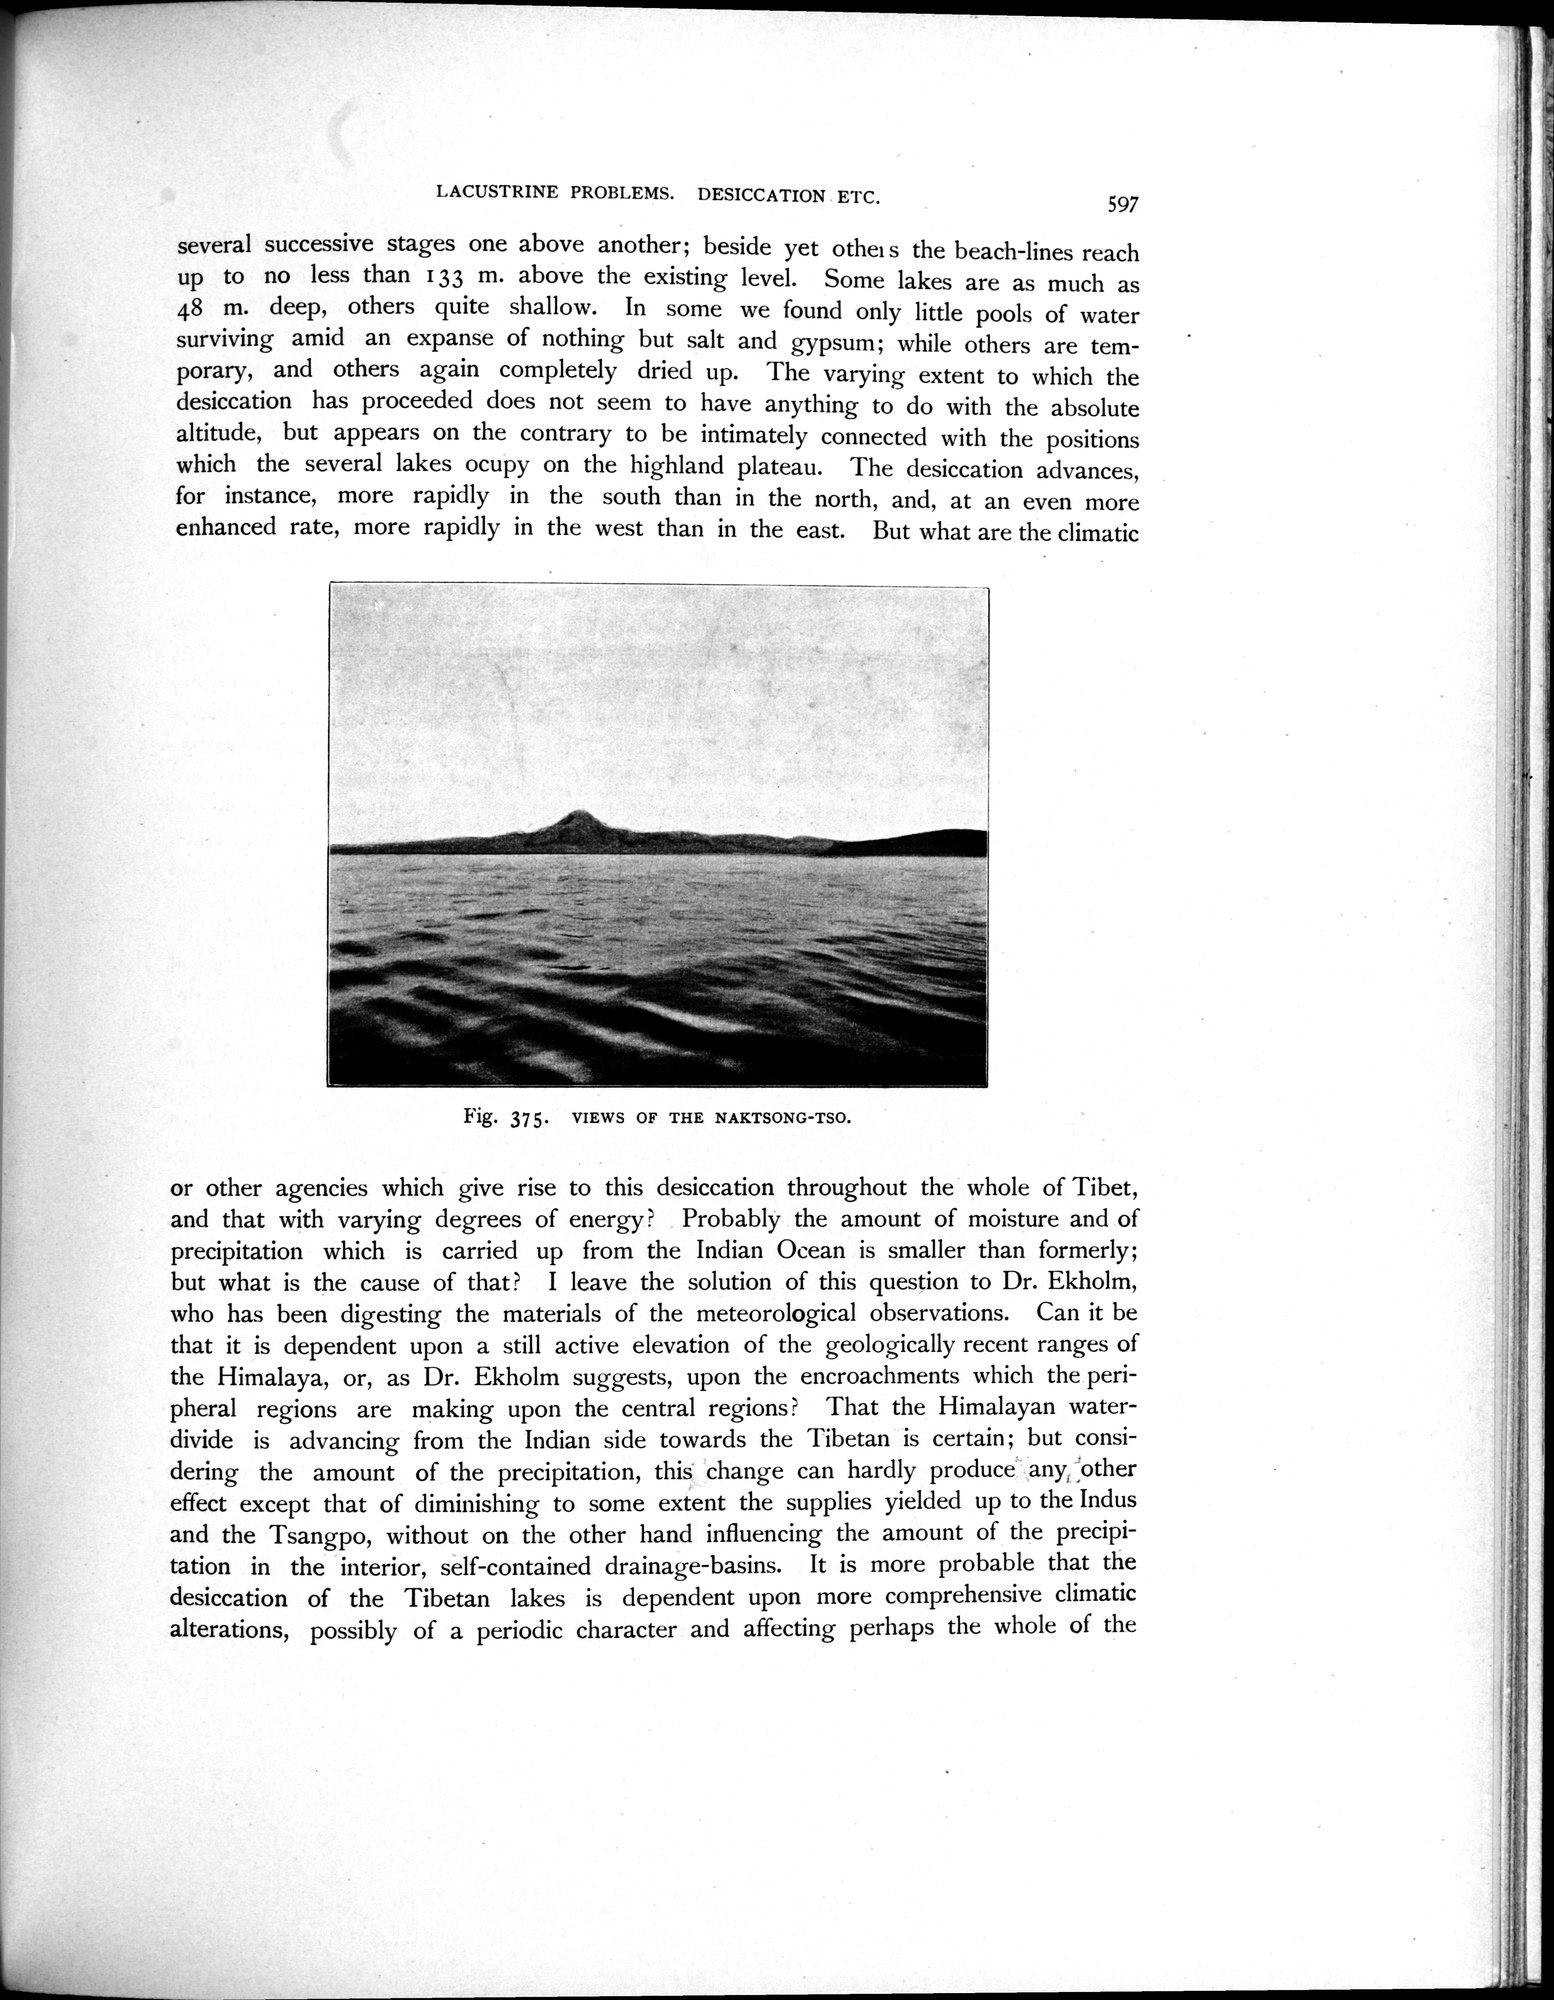 LACUSTRINE PROBLEMS. DESICCATION ETC.
597
several successive stages one above another; beside yet others the beach-lines reach
up to no less than 133 m. above the existing level. Some lakes are as much as
48 m. deep, others quite shallow. In some we found only little pools of water
surviving amid an expanse of nothing but salt and gypsum; while others are tem-
porary, and others again completely dried up. The varying extent to which the
desiccation has proceeded does not seem to have anything to do with the absolute
altitude, but appears on the contrary to be intimately connected with the positions
which the several lakes ocupy on the highland plateau. The desiccation advances,
for instance, more rapidly in the south than in the north, and, at an even more
enhanced rate, more rapidly in the west than in the east. But what are the climatic
Fig. 375. VIEWS OF THE NAKTSONG-TSO.
or other agencies which give rise to this desiccation throughout the whole of Tibet,
and that with varying degrees of energy? Probably the amount of moisture and of
precipitation which is carried up from the Indian Ocean is smaller than formerly;
but what is the cause of that? I leave the solution of this question to Dr. Ekholm,
who has been digesting the materials of the meteorological observations. Can it be
that it is dependent upon a still active elevation of the geologically recent ranges of
the Himalaya, or, as Dr. Ekholm suggests, upon the encroachments which the peri-
pheral regions are making upon the central regions? That the Himalayan water-
divide is advancing from the Indian side towards the Tibetan is certain; but consi-
dering the amount of the precipitation, this change can hardly produce any other
effect except that of diminishing to some extent the supplies yielded up to the Indus
and the Tsangpo, without on the other hand influencing the amount of the precipi-
tation in the interior, self-contained drainage-basins. It is more probable that the
desiccation of the Tibetan lakes is dependent upon more comprehensive climatic
alterations, possibly of a periodic character and affecting perhaps the whole of the